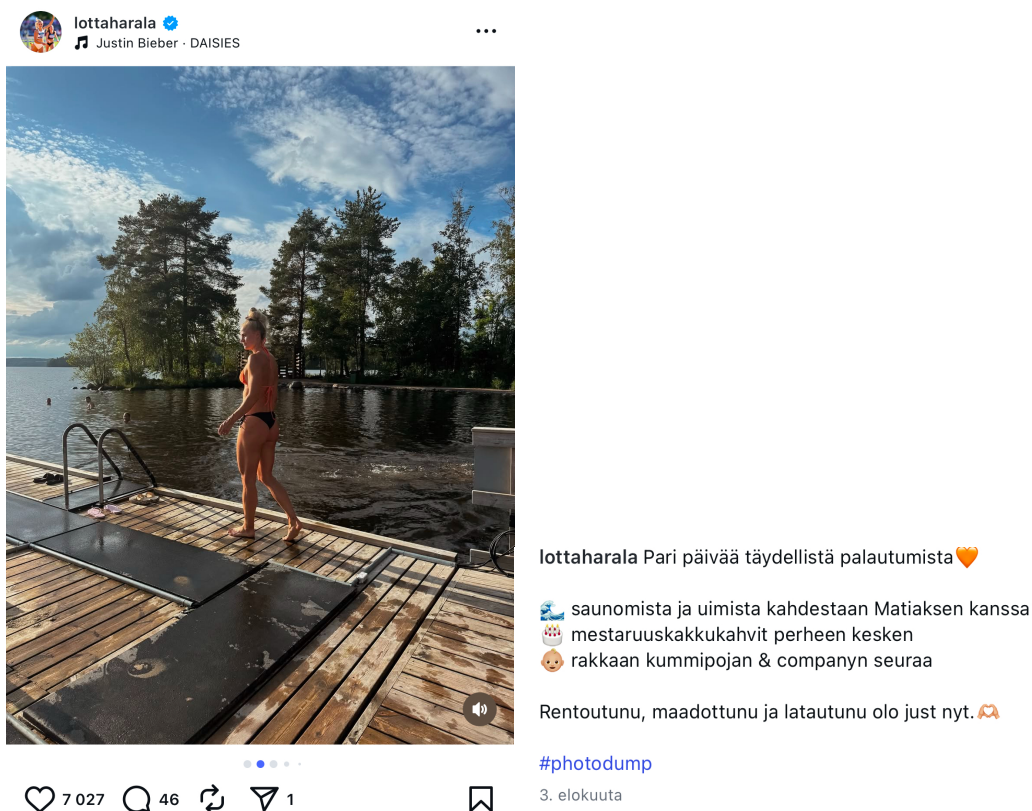 lottaharala
Justin Bieber · DAISIES
7 027
46
1
lottaharala Pari päivää täydellistä palautumista🧡
🌊 saunomista ja uimista kahdestaan Matiaksen kanssa
🎂 mestaruuskakkukahvit perheen kesken
👶🏼 rakkaan kummipojan & companyn seuraa
Rentoutunu, maadottunu ja latautunu olo just nyt.🫶🏼
#photodump
3. elokuuta